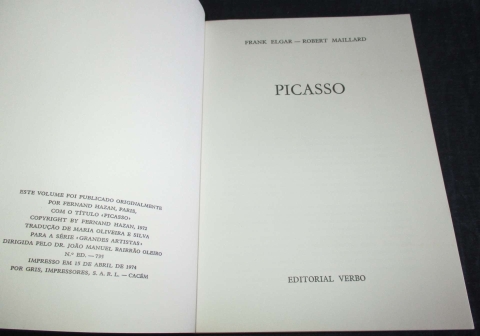 ESTE VOLUME FOI PUBLICADO ORIGINALMENTE
POR FERNAND HAZAN, PARIS,
COM O TÍTULO «PICASSO»
COPYRIGHT BY FERNAND HAZAN, 1972
TRADUÇÃO DE MARIA OLIVEIRA E SILVA
PARA A SÉRIE «GRANDES ARTISTAS»
DIRIGIDA PELO DR. JOÃO MANUEL BAIRRÃO OLEIRO
N.º ED. — 795
IMPRESSO EM 15 DE ABRIL DE 1974
POR GRIS, IMPRESSORES, S. A. R. L. — CACÉM
FRANK ELGAR — ROBERT MAILLARD
PICASSO
EDITORIAL VERBO